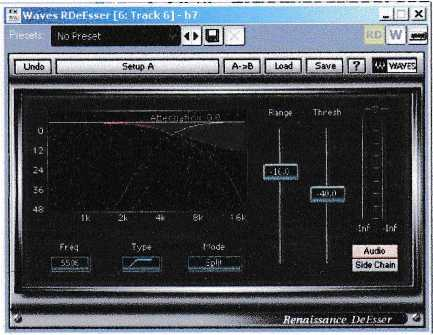 Waves RDeEsser [6: Track 6] - b7
Presets: No Preset
RD W
Undo Setup A A->B Load Save ? WAVES
Attenuation 0.0 Range Thresh
0
12
24
36
48
1k 2k 4k 8k 16k
-16.0
-40.0
-Inf -Inf
Freq Type Mode
5506 Split
Audio
Side Chain
Renaissance DeEsser